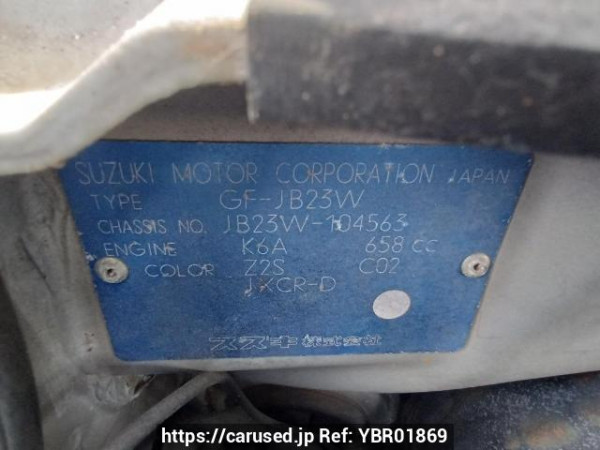 SUZUKI MOTOR CORPORATION JAPAN
TYPE GF-JB23W
CHASSIS NO. JB23W-104563
ENGINE K6A 658 cc
COLOR Z2S C02
JXCR-D
スズキ株式会社
https://carused.jp Ref: YBR01869